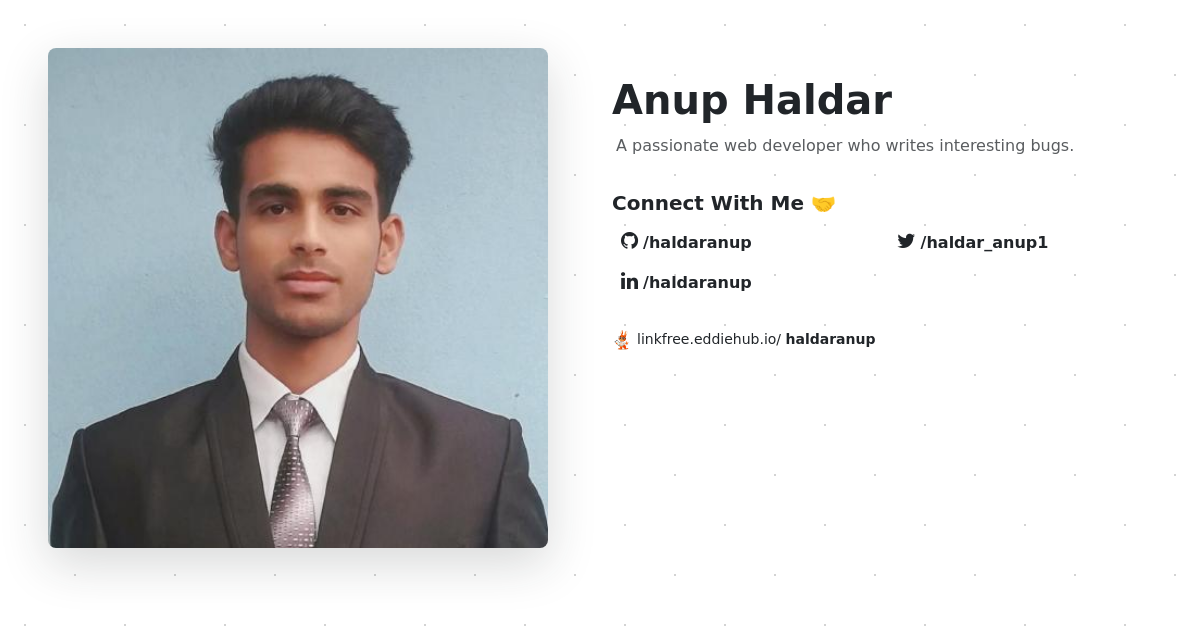 Anup Haldar
A passionate web developer who writes interesting bugs.
Connect With Me 🤝
/haldaranup
/haldar_anup1
in /haldaranup
linkfree.eddiehub.io/ haldaranup